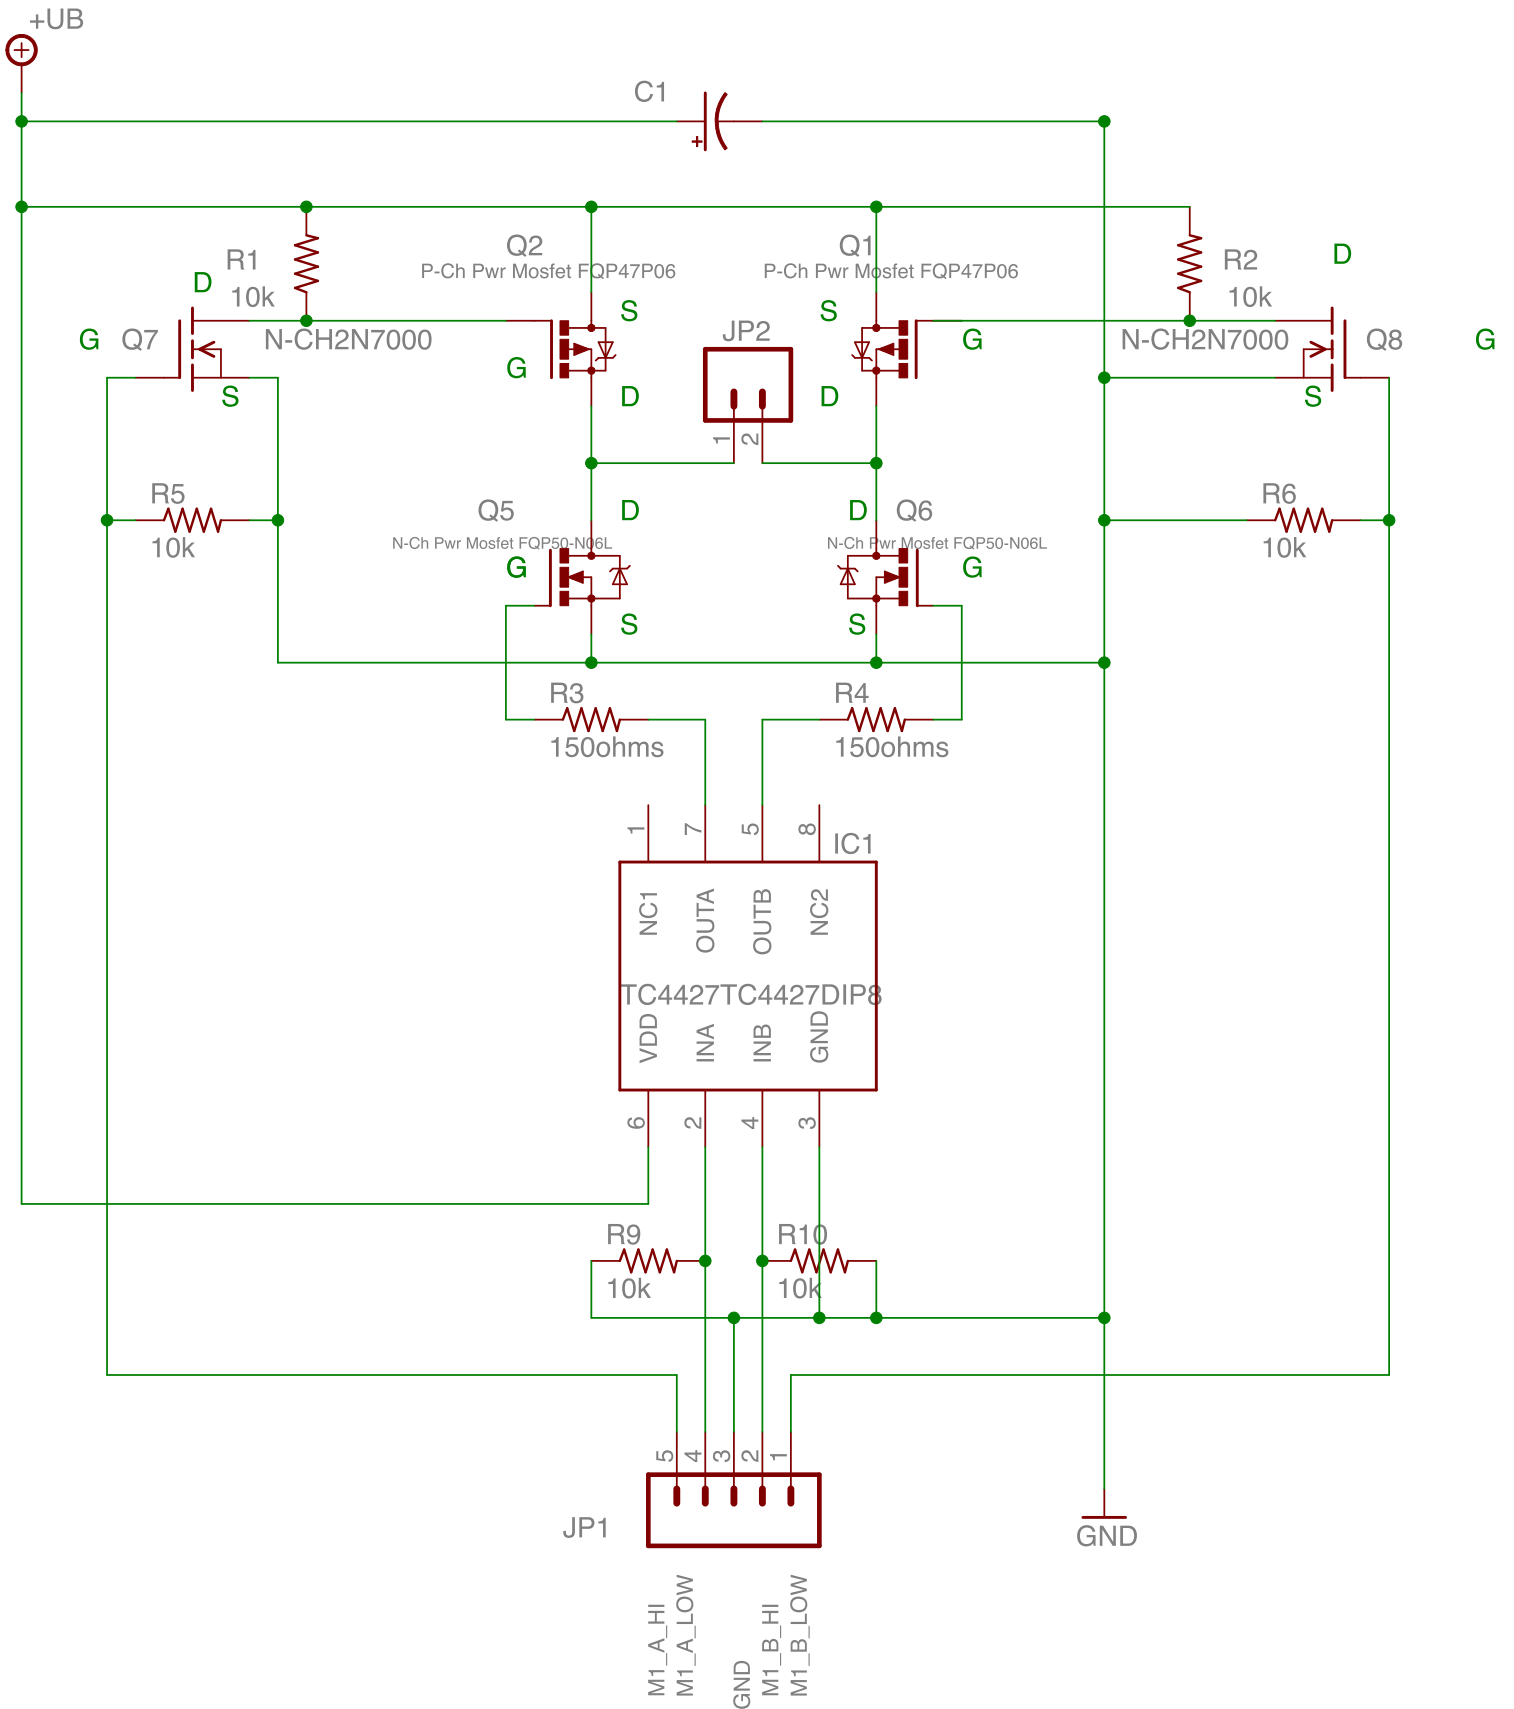 +UB
C1
Q2
P-Ch Pwr Mosfet FQP47P06
Q1
P-Ch Pwr Mosfet FQP47P06
R1
10k
D
G
Q7
N-CH2N7000
S
S
G
D
JP2
1
2
S
G
D
R2
10k
D
N-CH2N7000
Q8
G
S
R5
10k
Q5
D
N-Ch Pwr Mosfet FQP50-N06L
G
S
D
Q6
N-Ch Pwr Mosfet FQP50-N06L
G
S
R6
10k
R3
150ohms
R4
150ohms
1
7
5
8
IC1
NC1
OUTA
OUTB
NC2
TC4427TC4427DIP8
VDD
INA
INB
GND
6
2
4
3
R9
10k
R10
10k
5
4
3
2
1
JP1
GND
M1_A_HI
M1_A_LOW
GND
M1_B_HI
M1_B_LOW